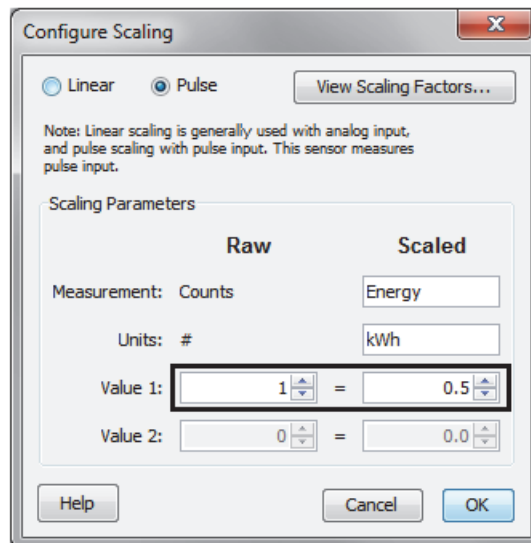 Configure Scaling
Linear Pulse View Scaling Factors...
Note: Linear scaling is generally used with analog input,
and pulse scaling with pulse input. This sensor measures
pulse input.
Scaling Parameters
Raw Scaled
Measurement: Counts Energy
Units: # kWh
Value 1: 1 = 0.5
Value 2: 0 = 0.0
Help Cancel OK